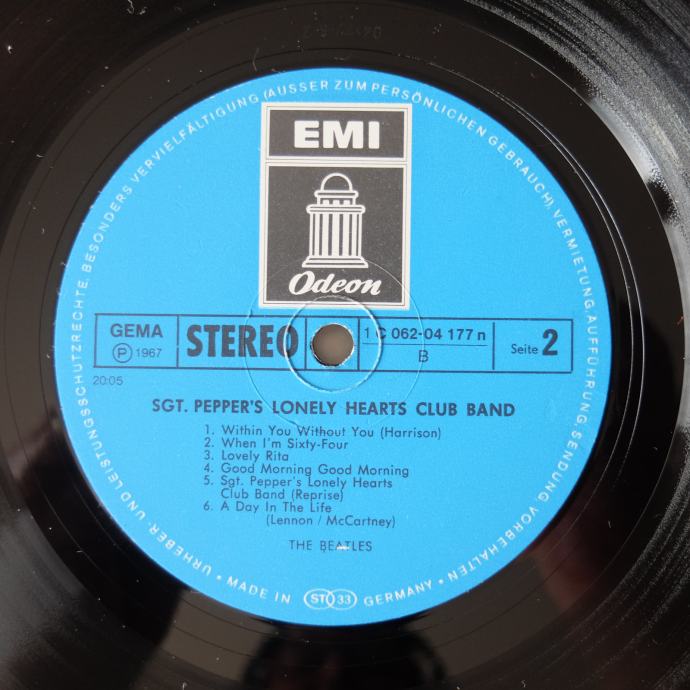 URHEBER- UND LEISTUNGSSCHUTZRECHTE, BESONDERS VERVIELFÄLTIGUNG (AUSSER ZUM PERSÖNLICHEN GEBRAUCH), VERMIETUNG, AUFFÜHRUNG, SENDUNG VORBEHALTEN
EMI
Odeon
GEMA
Ⓟ 1967
STEREO
1 C 062-04 177 n
B
Seite 2
20:05
SGT. PEPPER'S LONELY HEARTS CLUB BAND
1. Within You Without You (Harrison)
2. When I'm Sixty-Four
3. Lovely Rita
4. Good Morning Good Morning
5. Sgt. Pepper's Lonely Hearts
Club Band (Reprise)
6. A Day In The Life
(Lennon / McCartney)
THE BEATLES
• MADE IN ST 33 GERMANY •